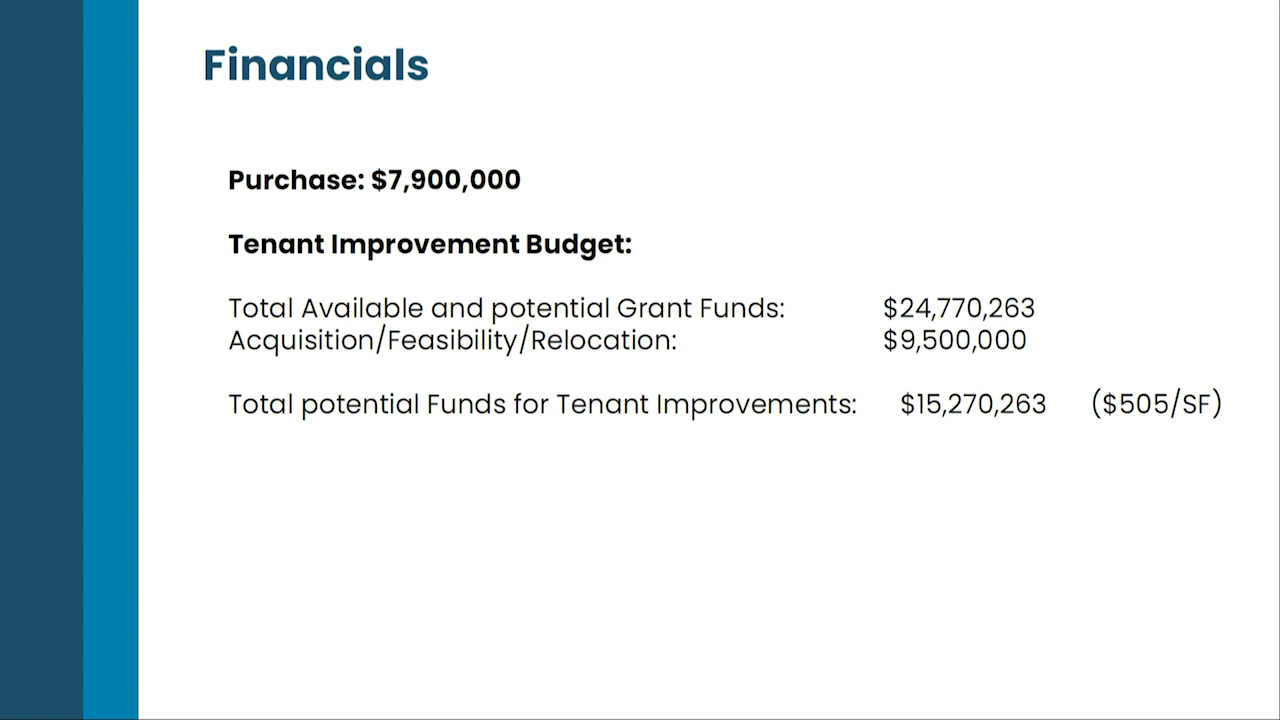 Financials
Purchase: $7,900,000
Tenant Improvement Budget:
Total Available and potential Grant Funds: $24,770,263
Acquisition/Feasibility/Relocation: $9,500,000
Total potential Funds for Tenant Improvements: $15,270,263 ($505/SF)